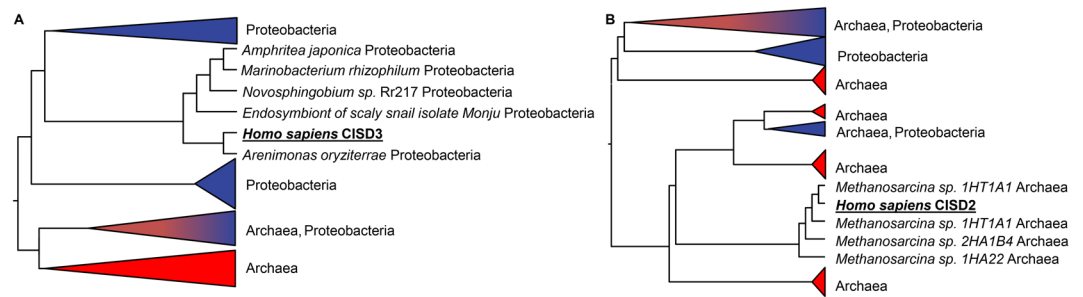 A
Proteobacteria
Amphritea japonica Proteobacteria
Marinobacterium rhizophilum Proteobacteria
Novosphingobium sp. Rr217 Proteobacteria
Endosymbiont of scaly snail isolate Monju Proteobacteria
Homo sapiens CISD3
Arenimonas oryziterrae Proteobacteria
Proteobacteria
Archaea, Proteobacteria
Archaea
B
Archaea, Proteobacteria
Proteobacteria
Archaea
Archaea
Archaea, Proteobacteria
Archaea
Methanosarcina sp. 1HT1A1 Archaea
Homo sapiens CISD2
Methanosarcina sp. 1HT1A1 Archaea
Methanosarcina sp. 2HA1B4 Archaea
Methanosarcina sp. 1HA22 Archaea
Archaea